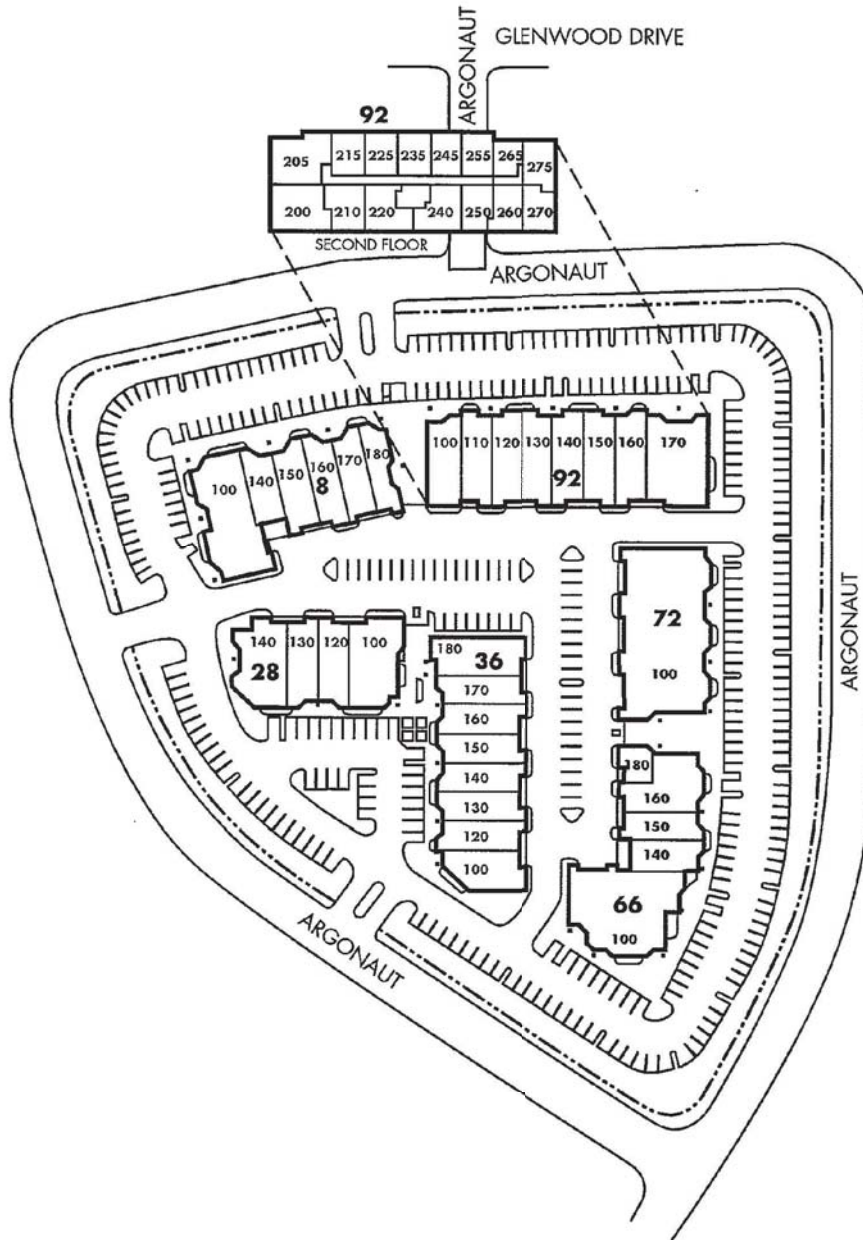 GLENWOOD DRIVE
ARGONAUT
92
205 215 225 235 245 255 265 275
200 210 220 240 250 260 270
SECOND FLOOR
ARGONAUT
100 110 120 130 140 150 160 170
92
100 140 150 160 170 180
8
72
100
ARGONAUT
140 130 120 100
28
180 36
170
160
150
140
130
120
100
180
160
150
140
66
100
ARGONAUT